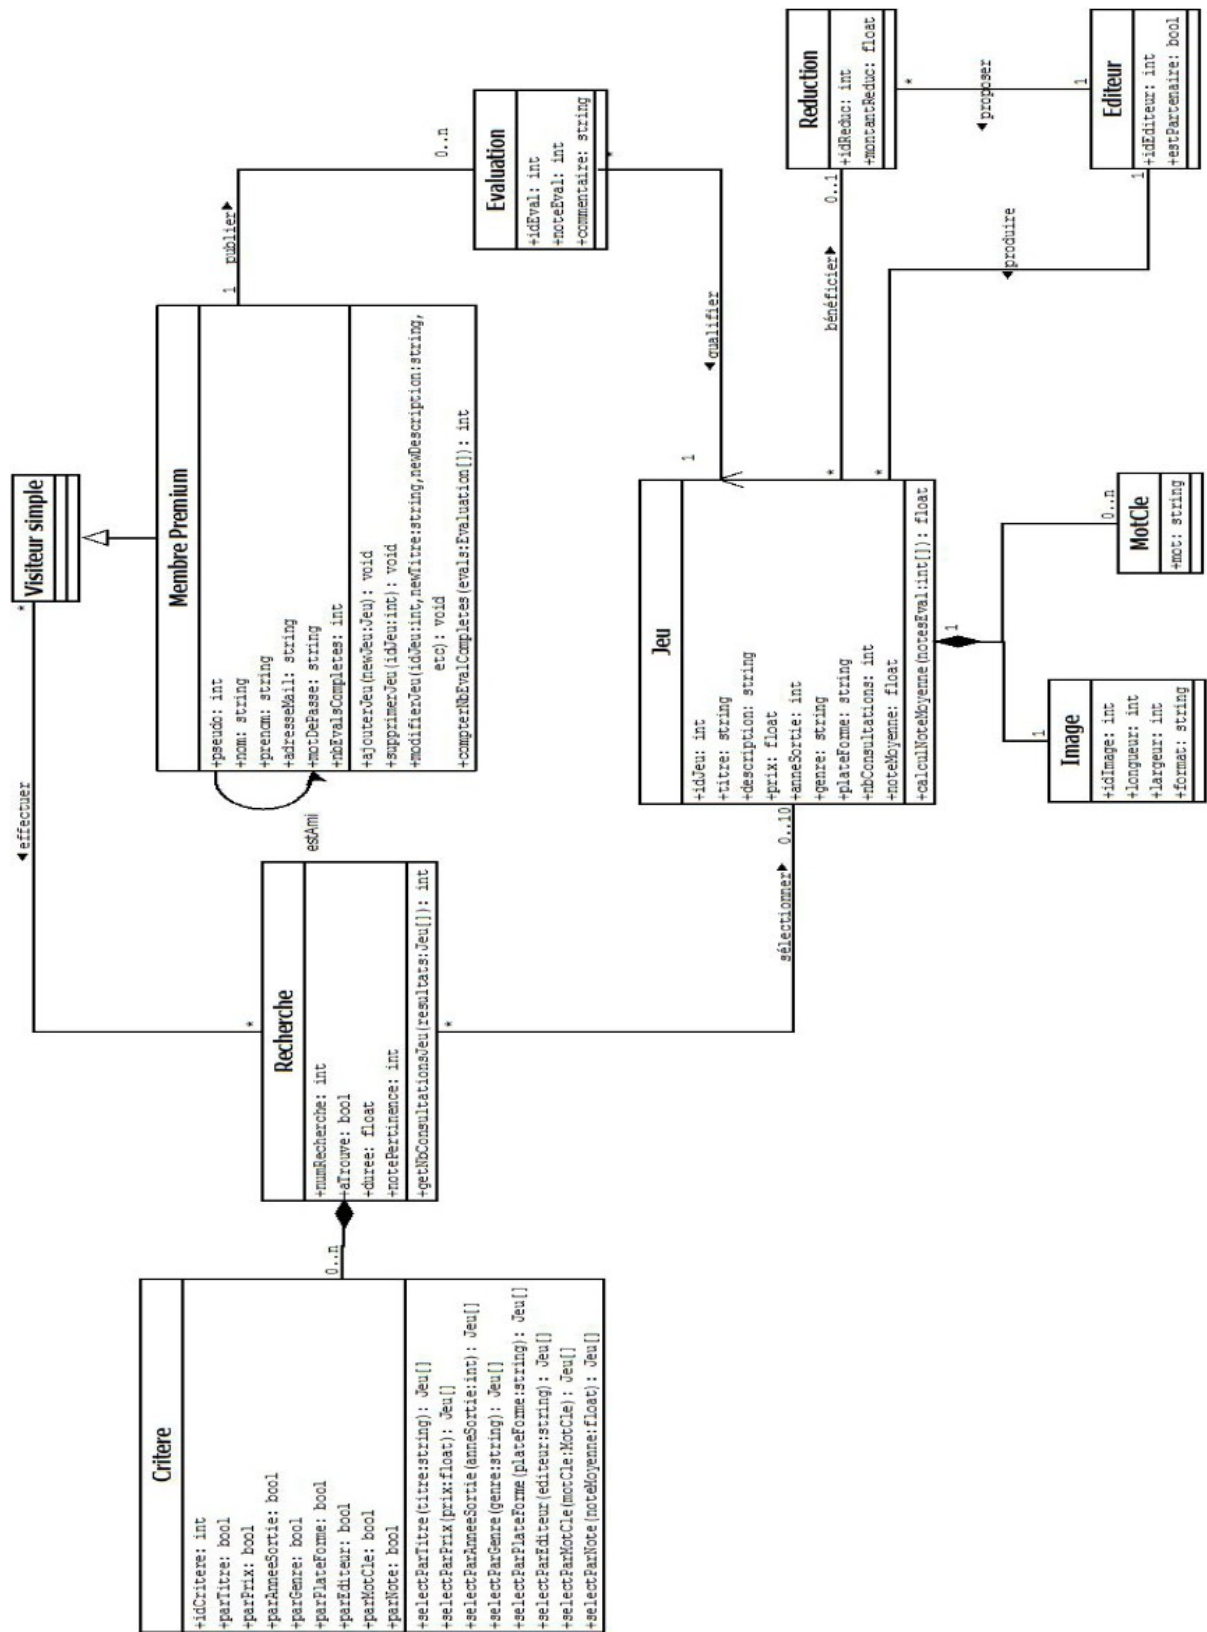 Critere
+idCritere: int
+parTitre: bool
+parPrix: bool
+parAnneeSortie: bool
+parGenre: bool
+parPlateForme: bool
+parEditeur: bool
+parMotCle: bool
+parNote: bool
+selectParTitre(titre:string): Jeu[]
+selectParPrix(prix:float): Jeu[]
+selectParAnneeSortie(anneSortie:int): Jeu[]
+selectParGenre(genre:string): Jeu[]
+selectParPlateForme(plateForme:string): Jeu[]
+selectParEditeur(editeur:string): Jeu[]
+selectParMotCle(motCle:MotCle): Jeu[]
+selectParNote(noteMoyenne:float): Jeu[]
0..n
Recherche
+numRecherche: int
+aTrouve: bool
+duree: float
+notePertinence: int
+getNbConsultationsJeu(resultats:Jeu[]): int
*
◀effectuer
*
Visiteur simple
*
sélectionner▶
0..10
Membre Premium
+pseudo: int
+nom: string
+prenom: string
+adresseMail: string
+motDePasse: string
+nbEvalsCompletes: int
+ajouterJeu(newJeu:Jeu): void
+supprimerJeu(idJeu:int): void
+modifierJeu(idJeu:int,newTitre:string,newDescription:string,
etc): void
+compterNbEvalCompletes(evals:Evaluation[]): int
estAmi
1
publier▶
0..n
Evaluation
+idEval: int
+noteEval: int
+commentaire: string
*
◀qualifier
1
Jeu
+idJeu: int
+titre: string
+description: string
+prix: float
+anneSortie: int
+genre: string
+plateForme: string
+nbConsultations: int
+noteMoyenne: float
+calculNoteMoyenne(notesEval:int[]): float
*
bénéficier▶
0..1
Reduction
+idReduc: int
+montantReduc: float
*
◀proposer
1
Editeur
+idEditeur: int
+estPartenaire: bool
1
◀produire
*
1
1
Image
+idImage: int
+longueur: int
+largeur: int
+format: string
0..n
MotCle
+mot: string